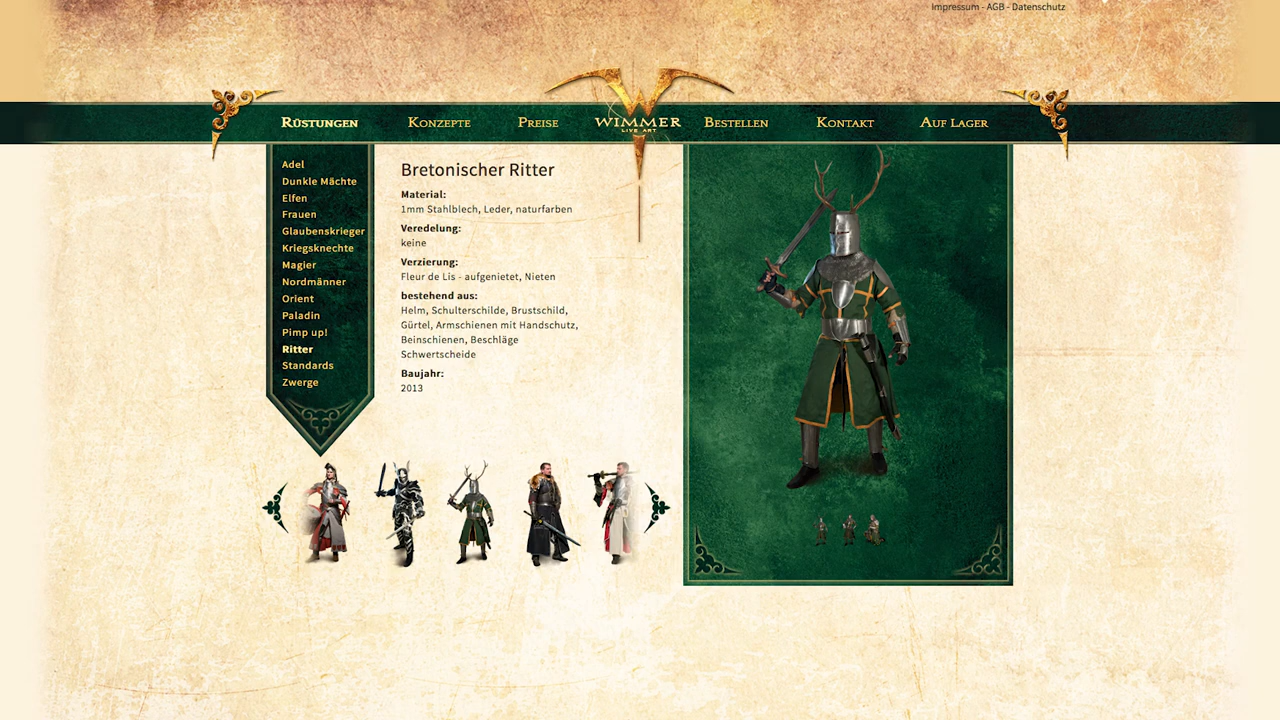 Impressum - AGB - Datenschutz
Rüstungen Konzepte Preise WIMMER Bestellen Kontakt Auf Lager
LIVE ART
Adel
Dunkle Mächte
Elfen
Frauen
Glaubenskrieger
Kriegsknechte
Magier
Nordmänner
Orient
Paladin
Pimp up!
Ritter
Standards
Zwerge
Bretonischer Ritter
Material:
1mm Stahlblech, Leder, naturfarben
Veredelung:
keine
Verzierung:
Fleur de Lis - aufgenietet, Nieten
bestehend aus:
Helm, Schulterschilde, Brustschild,
Gürtel, Armschienen mit Handschutz,
Beinschienen, Beschläge
Schwertscheide
Baujahr:
2013